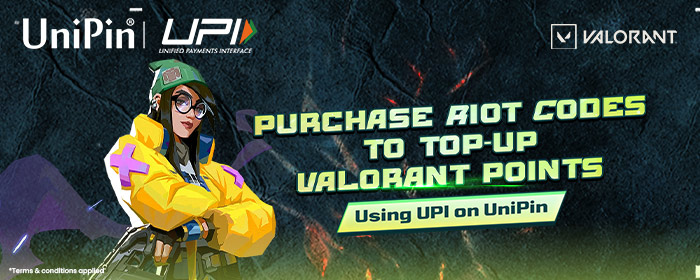 UniPin®
UPI
UNIFIED PAYMENTS INTERFACE
VALORANT
PURCHASE RIOT CODES
TO TOP-UP
VALORANT POINTS
Using UPI on UniPin
*Terms & conditions applied